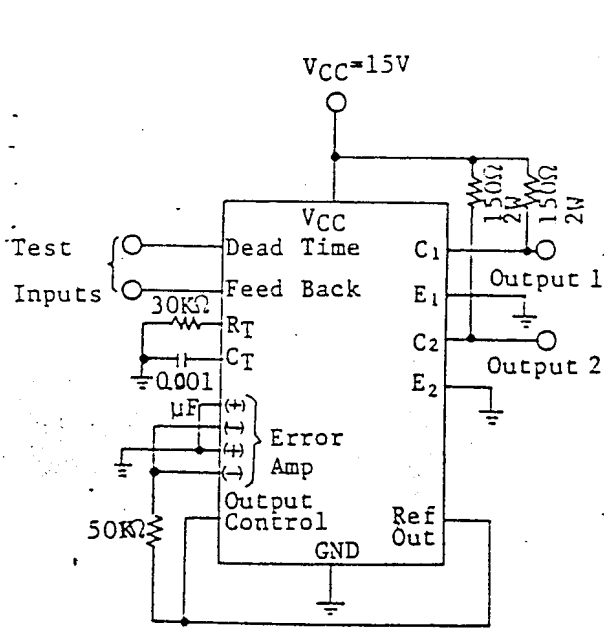 VCC=15V
150Ω
2W
150Ω
2W
VCC
Test
Inputs
Dead Time
Feed Back
C1
Output 1
E1
30KΩ
RT
CT
0.001
μF
C2
Output 2
E2
(+)
(-)
(+)
(-)
Error
Amp
Output
Control
50KΩ
Ref
Out
GND